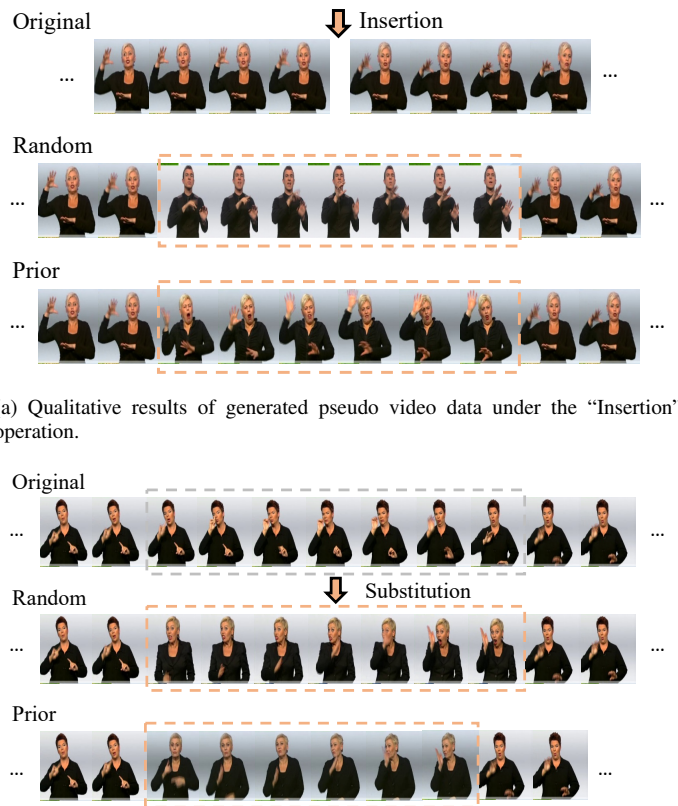 Original
Insertion
...
...
Random
...
...
Prior
...
...
a) Qualitative results of generated pseudo video data under the “Insertion”
operation.
Original
...
...
Substitution
Random
...
...
Prior
...
...